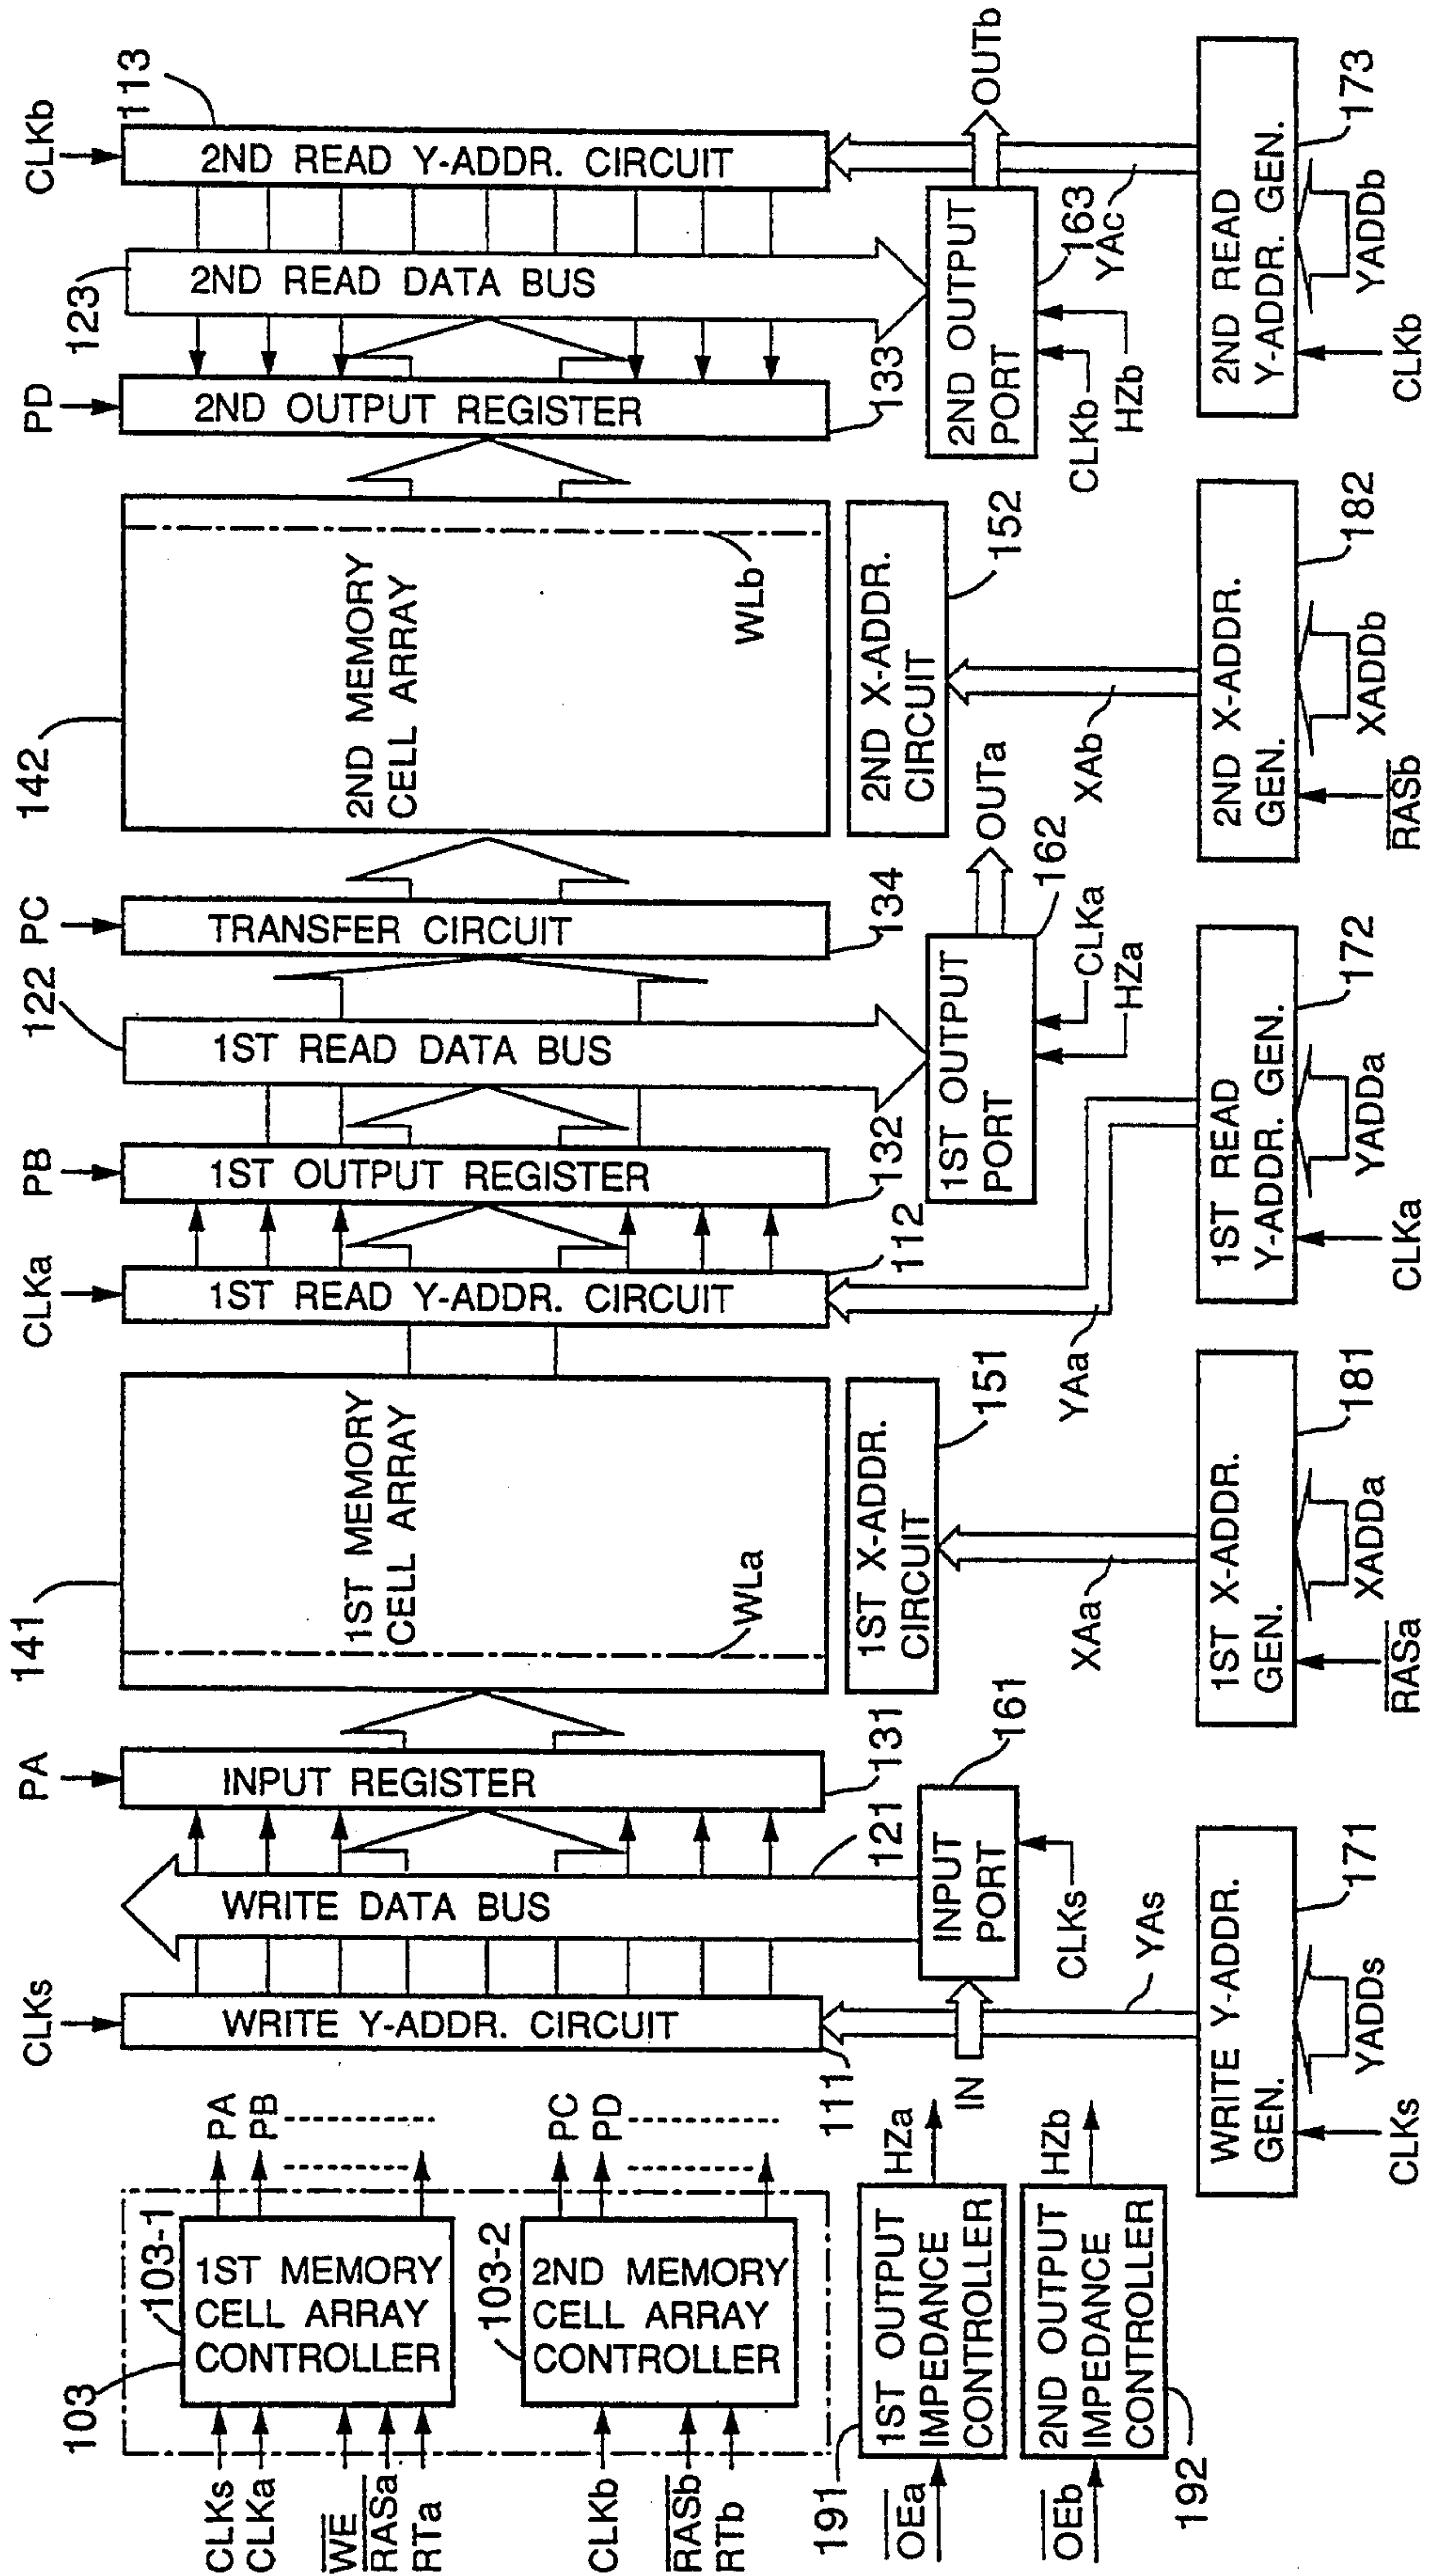 CLKs
CLKa
WE
RASa
RTa
CLKb
RASb
RTb
OEa
OEb
103
103-1
1ST MEMORY
CELL ARRAY
CONTROLLER
103-2
2ND MEMORY
CELL ARRAY
CONTROLLER
191
1ST OUTPUT
IMPEDANCE
CONTROLLER
2ND OUTPUT
IMPEDANCE
CONTROLLER
192
PA
PB
PC
PD
HZa
HZb
CLKs
WRITE Y-ADDR. CIRCUIT
111
WRITE DATA BUS
121
PA
INPUT REGISTER
131
IN
INPUT
PORT
161
CLKs
YAs
WRITE Y-ADDR.
GEN.
171
CLKs
YADDs
141
1ST MEMORY
CELL ARRAY
WLa
1ST X-ADDR.
CIRCUIT
151
XAa
1ST X-ADDR.
GEN.
181
RASa
XADDa
CLKa
1ST READ Y-ADDR. CIRCUIT
112
PB
1ST OUTPUT REGISTER
132
122
1ST READ DATA BUS
PC
TRANSFER CIRCUIT
134
1ST OUTPUT
PORT
162
OUTa
CLKa
HZa
YAa
1ST READ
Y-ADDR. GEN.
172
CLKa
YADDa
142
2ND MEMORY
CELL ARRAY
WLb
2ND X-ADDR.
CIRCUIT
152
XAb
2ND X-ADDR.
GEN.
182
RASb
XADDb
PD
2ND OUTPUT REGISTER
133
123
2ND READ DATA BUS
CLKb
2ND READ Y-ADDR. CIRCUIT
113
2ND OUTPUT
PORT
163
OUTb
CLKb
HZb
YAc
2ND READ
Y-ADDR. GEN.
173
CLKb
YADDb